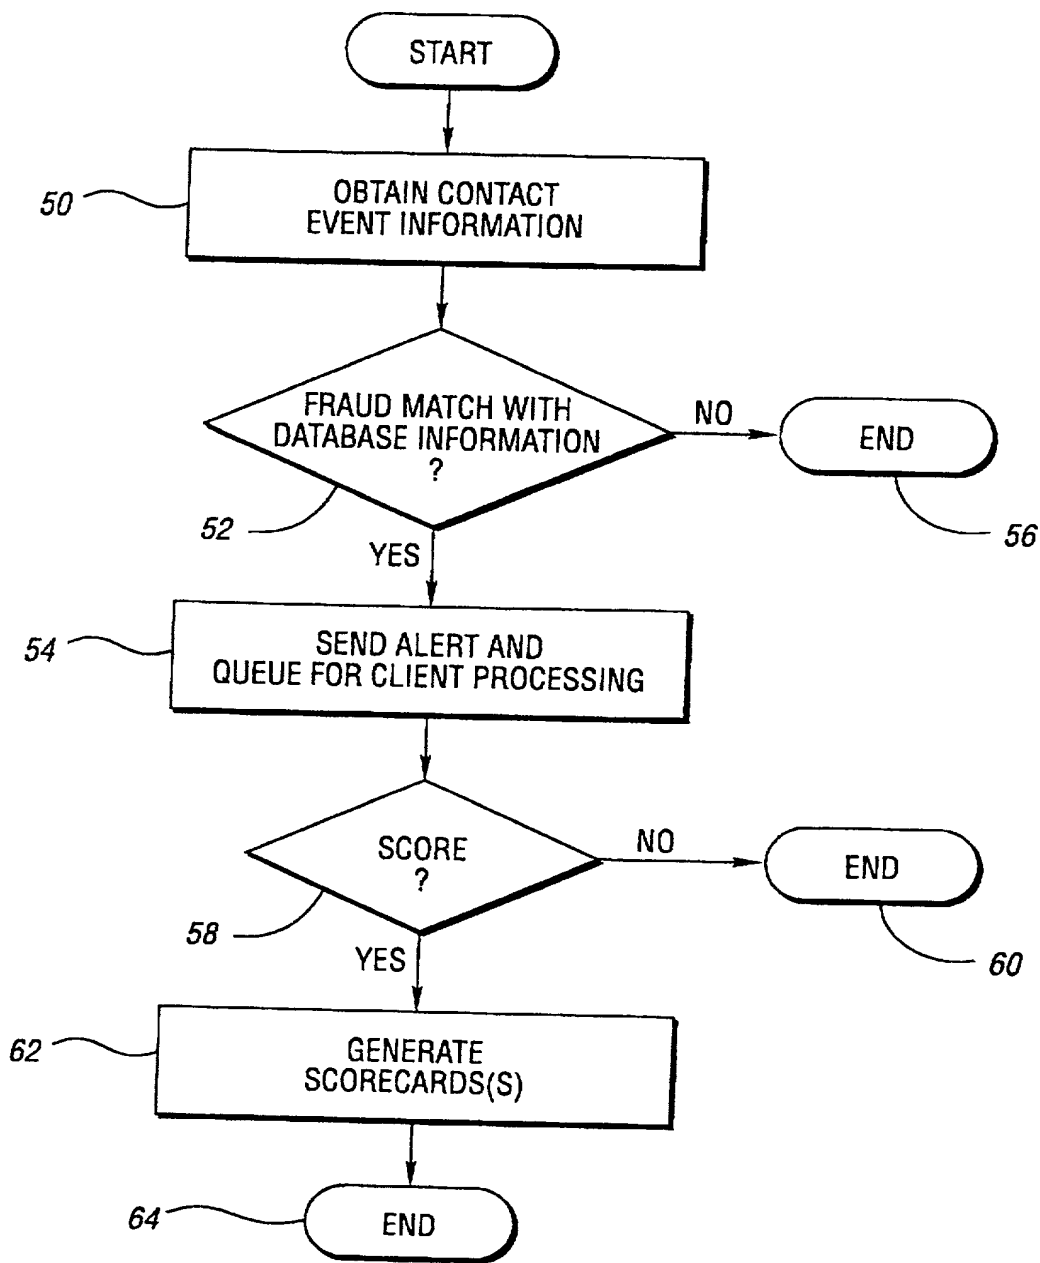 START
50
OBTAIN CONTACT
EVENT INFORMATION
FRAUD MATCH WITH
DATABASE INFORMATION
?
NO
END
52
56
YES
54
SEND ALERT AND
QUEUE FOR CLIENT PROCESSING
SCORE
?
NO
END
58
60
YES
62
GENERATE
SCORECARDS(S)
64
END